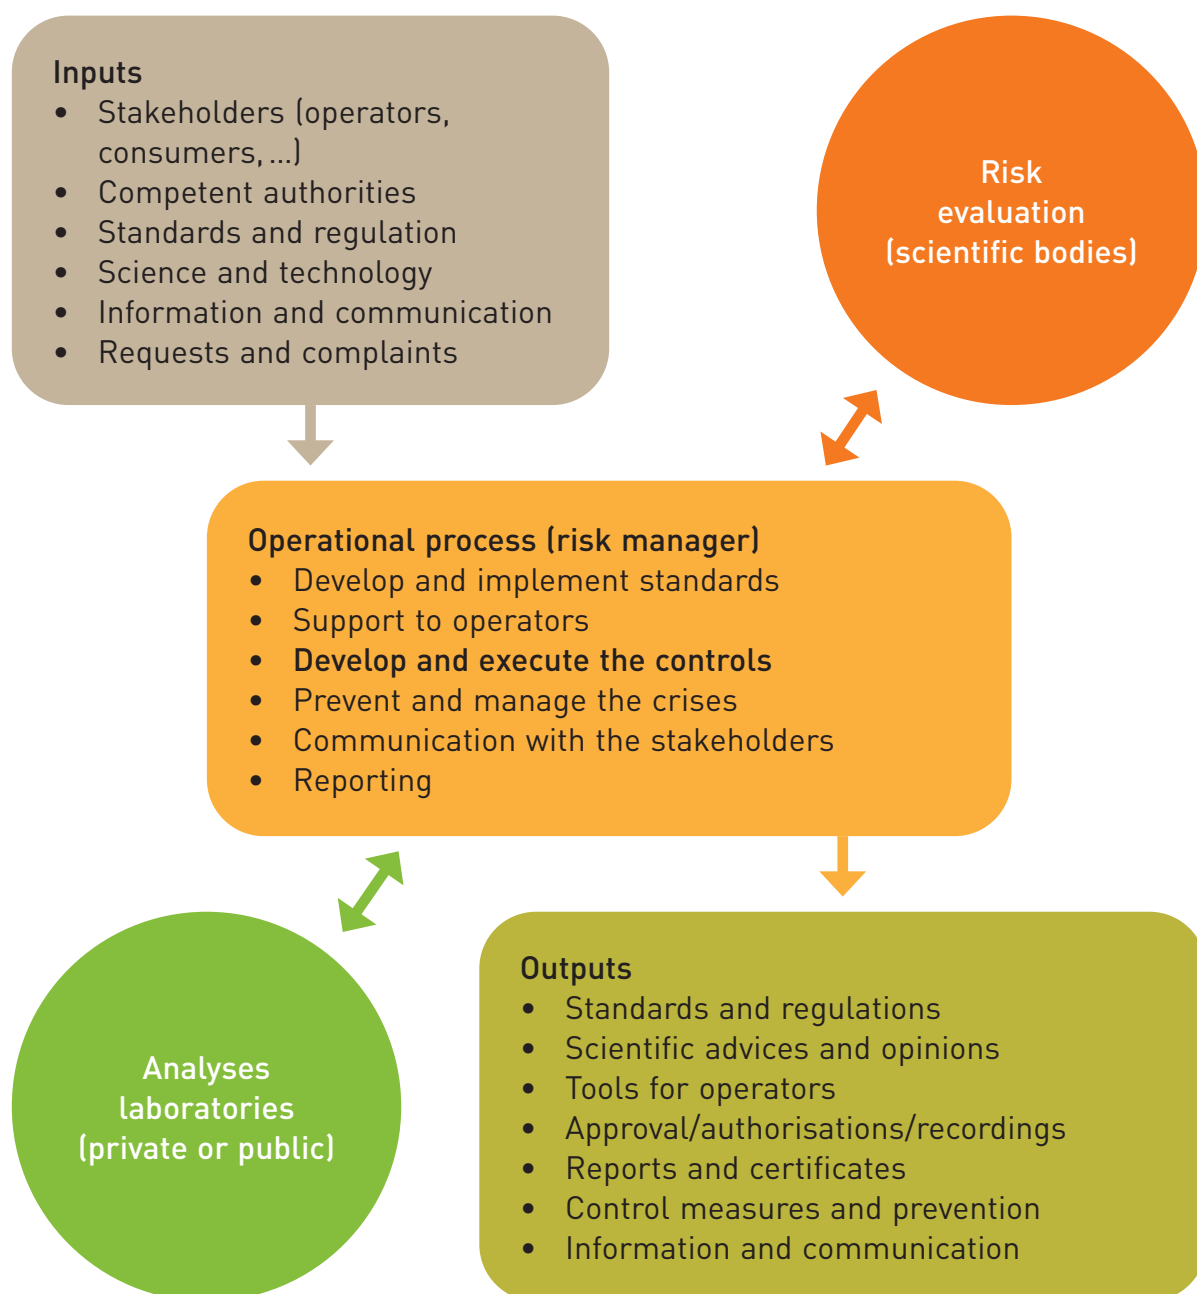 Inputs
• Stakeholders (operators,
consumers, ...)
• Competent authorities
• Standards and regulation
• Science and technology
• Information and communication
• Requests and complaints
Risk
evaluation
(scientific bodies)
Operational process (risk manager)
• Develop and implement standards
• Support to operators
• Develop and execute the controls
• Prevent and manage the crises
• Communication with the stakeholders
• Reporting
Analyses
laboratories
(private or public)
Outputs
• Standards and regulations
• Scientific advices and opinions
• Tools for operators
• Approval/authorisations/recordings
• Reports and certificates
• Control measures and prevention
• Information and communication